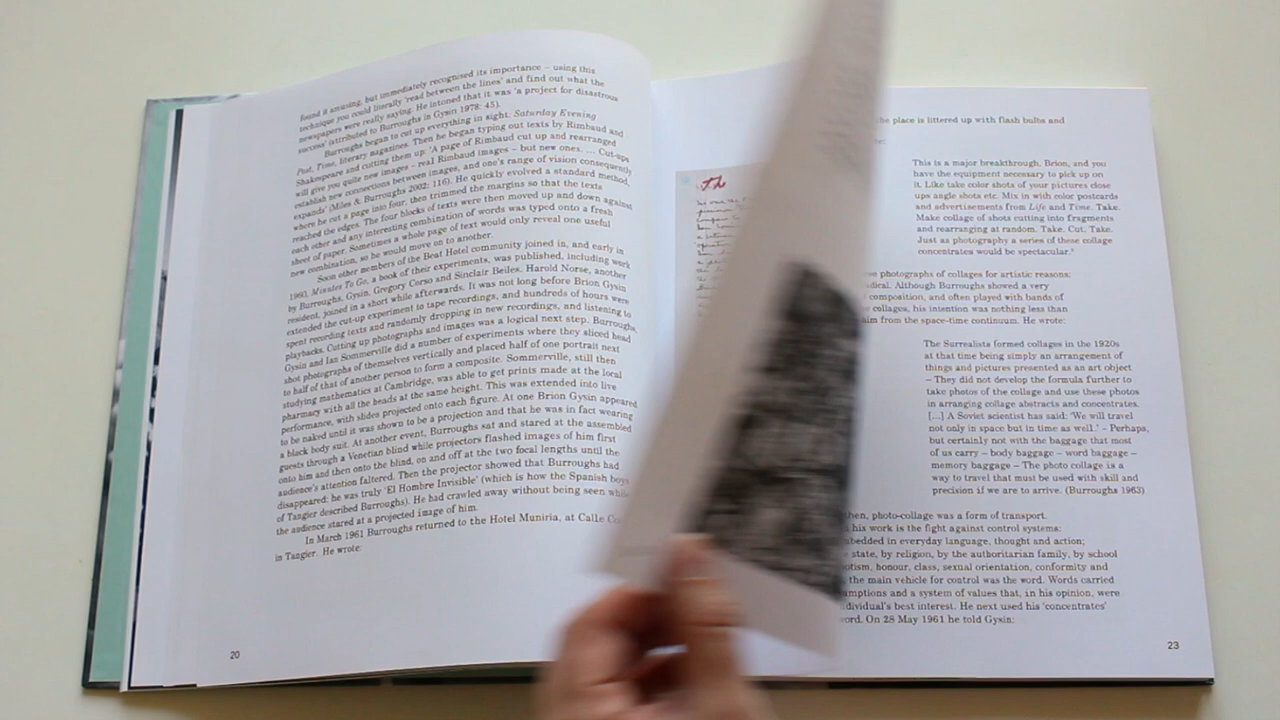 found it amusing, but immediately recognised its importance – using this
technique you could literally 'read between the lines' and find out what the
newspapers were really saying. He intoned that it was 'a project for disastrous
success' (attributed to Burroughs in Gysin 1978: 45).
Burroughs began to cut up everything in sight: Saturday Evening
Post, Time, literary magazines. Then he began typing out texts by Rimbaud and
Shakespeare and cutting them up: 'A page of Rimbaud cut up and rearranged
will give you quite new images – real Rimbaud images – but new ones. ... Cut-ups
establish new connections between images, and one's range of vision consequently
expands' (Miles & Burroughs 2002: 116). He quickly evolved a standard method,
where he cut a page into four, then trimmed the margins so that the texts
reached the edges. The four blocks of texts were then moved up and down against
each other and any interesting combination of words was typed onto a fresh
sheet of paper. Sometimes a whole page of text would only reveal one useful
new combination, so he would move on to another.
Soon other members of the Beat Hotel community joined in, and early in
1960, Minutes To Go, a book of their experiments, was published, including work
by Burroughs, Gysin, Gregory Corso and Sinclair Beiles. Harold Norse, another
resident, joined in a short while afterwards. It was not long before Brion Gysin
extended the cut-up experiment to tape recordings, and hundreds of hours were
spent recording texts and randomly dropping in new recordings, and listening to
playbacks. Cutting up photographs and images was a logical next step. Burroughs,
Gysin and Ian Sommerville did a number of experiments where they sliced head
shot photographs of themselves vertically and placed half of one portrait next
to half of that of another person to form a composite. Sommerville, still then
studying mathematics at Cambridge, was able to get prints made at the local
pharmacy with all the heads at the same height. This was extended into live
performance, with slides projected onto each figure. At one Brion Gysin appeared
to be naked until it was shown to be a projection and that he was in fact wearing
a black body suit. At another event, Burroughs sat and stared at the assembled
guests through a Venetian blind while projectors flashed images of him first
onto him and then onto the blind, on and off at the two focal lengths until the
audience's attention faltered. Then the projector showed that Burroughs had
disappeared: he was truly 'El Hombre Invisible' (which is how the Spanish boys
of Tangier described Burroughs). He had crawled away without being seen while
the audience stared at a projected image of him.
In March 1961 Burroughs returned to the Hotel Muniria, at Calle
in Tangier. He wrote:
20
the place is littered up with flash bulbs and
This is a major breakthrough, Brion, and you
have the equipment necessary to pick up on
it. Like take color shots of your pictures close
ups angle shots etc. Mix in with color postcards
and advertisements from Life and Time. Take.
Make collage of shots cutting into fragments
and rearranging at random. Take. Cut. Take.
Just as photography a series of these collage
concentrates would be spectacular.
photographs of collages for artistic reasons:
Although Burroughs showed a very
composition, and often played with bands of
collages, his intention was nothing less than
from the space-time continuum. He wrote:
The Surrealists formed collages in the 1920s
at that time being simply an arrangement of
things and pictures presented as an art object
– They did not develop the formula further to
take photos of the collage and use these photos
in arranging collage abstracts and concentrates.
[...] A Soviet scientist has said: 'We will travel
not only in space but in time as well.' – Perhaps,
but certainly not with the baggage that most
of us carry – body baggage – word baggage –
memory baggage – The photo collage is a
way to travel that must be used with skill and
precision if we are to arrive. (Burroughs 1963)
then, photo-collage was a form of transport.
his work is the fight against control systems:
in everyday language, thought and action;
state, by religion, by the authoritarian family, by school
honour, class, sexual orientation, conformity and
the main vehicle for control was the word. Words carried
and a system of values that, in his opinion, were
best interest. He next used his 'concentrates'
On 28 May 1961 he told Gysin:
23